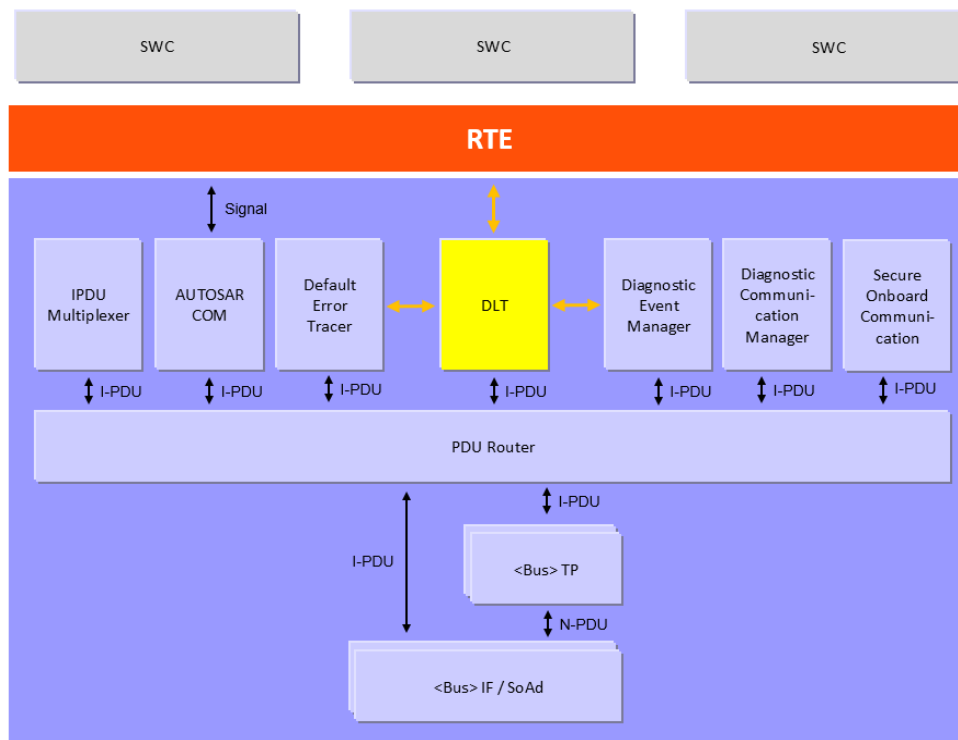 SWC
SWC
SWC
RTE
Signal
IPDU
Multiplexer
AUTOSAR
COM
Default
Error
Tracer
DLT
Diagnostic
Event
Manager
Diagnostic
Communi-
cation
Manager
Secure
Onboard
Communi-
cation
I-PDU
I-PDU
I-PDU
I-PDU
I-PDU
I-PDU
I-PDU
PDU Router
I-PDU
I-PDU
<Bus> TP
N-PDU
<Bus> IF / SoAd